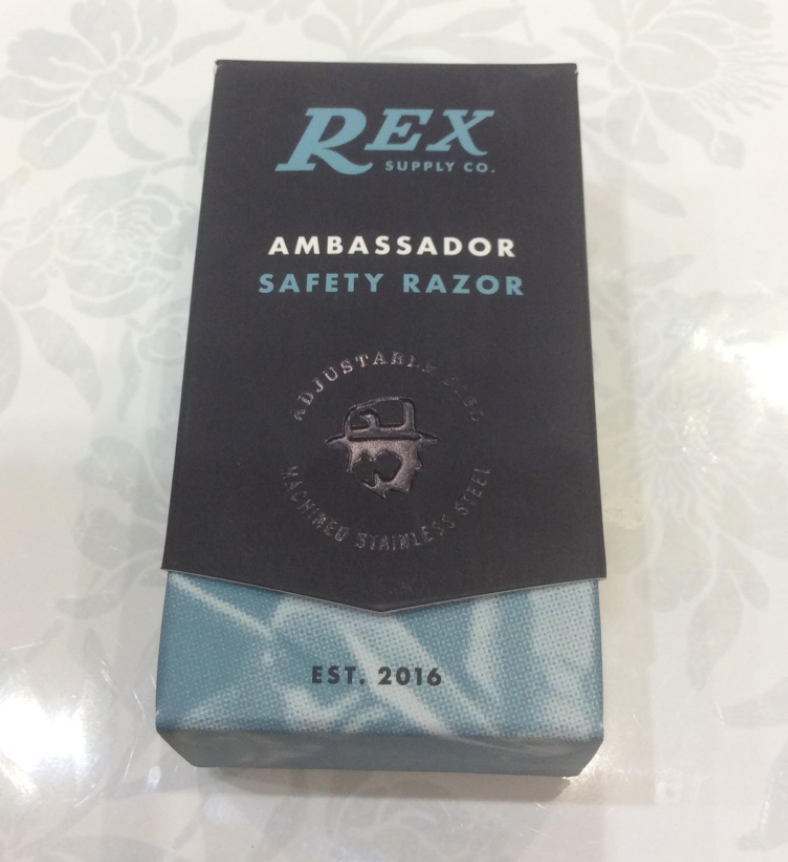 REX
SUPPLY CO.
AMBASSADOR
SAFETY RAZOR
ADJUSTABLE
MACHINED STAINLESS STEEL
EST. 2016